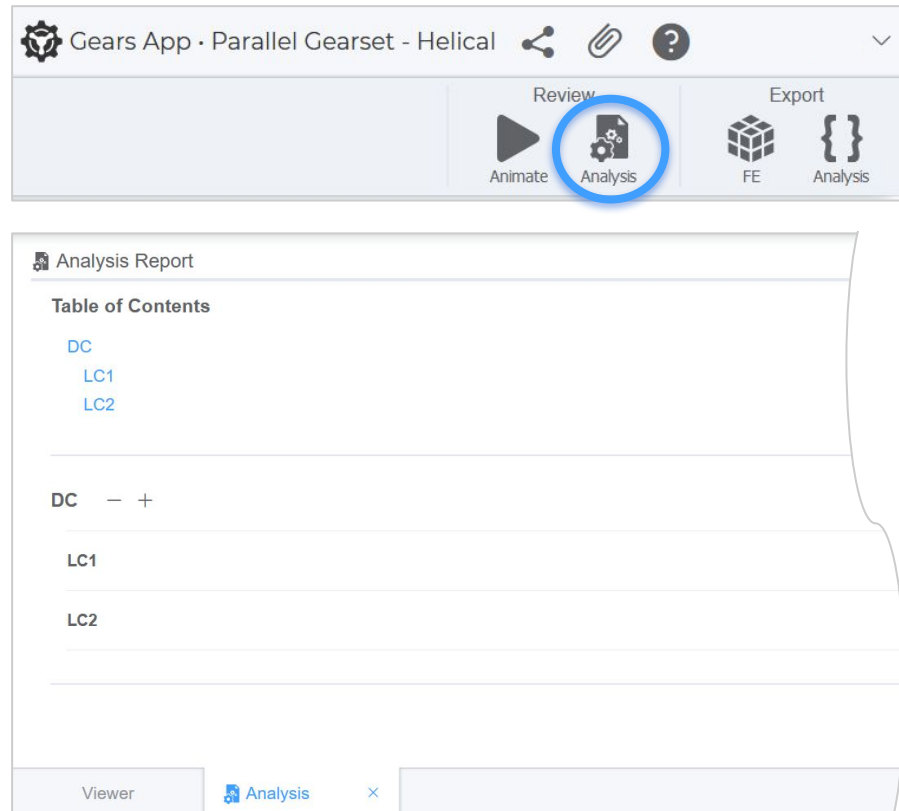 Gears App · Parallel Gearset - Helical ?
Review Export
Animate Analysis FE { } Analysis
Analysis Report
Table of Contents
DC
LC1
LC2
DC − +
LC1
LC2
Viewer Analysis ×